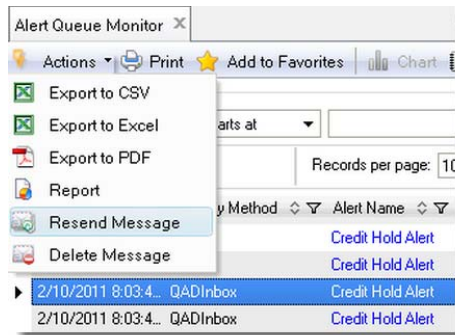 Alert Queue Monitor
Actions Print Add to Favorites Chart
Export to CSV
Export to Excel
arts at
Export to PDF
Records per page: 10
Report
Resend Message
y Method Alert Name
Delete Message
Credit Hold Alert
Credit Hold Alert
2/10/2011 8:03:4... QADInbox Credit Hold Alert
2/10/2011 8:03:4... QADInbox Credit Hold Alert